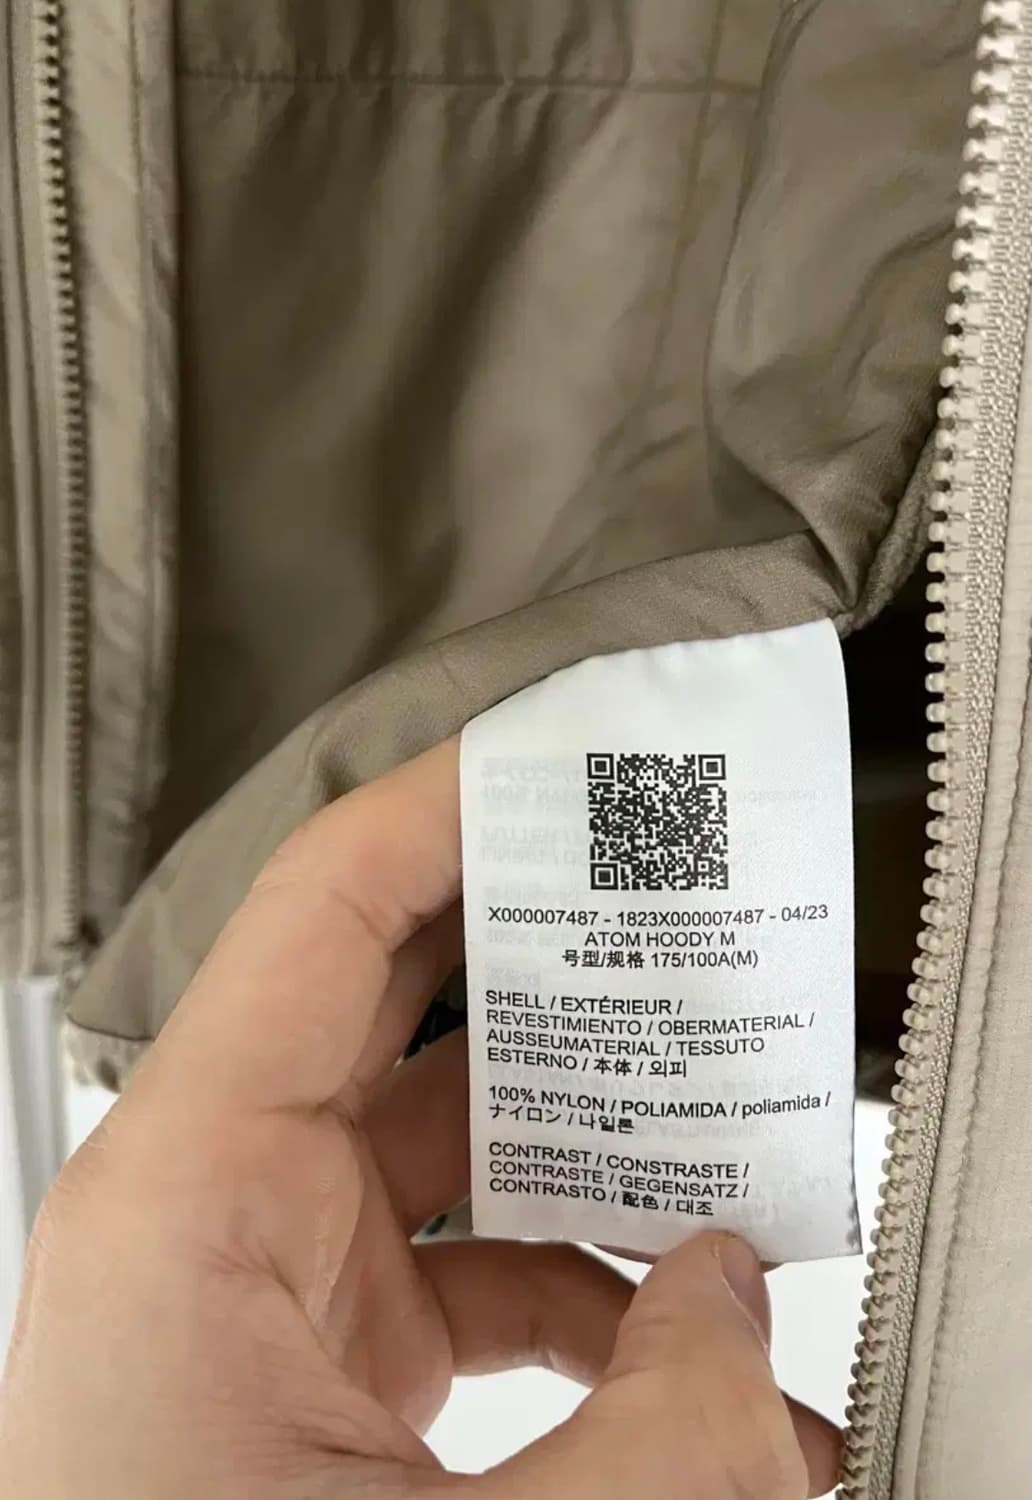 X000007487 - 1823X000007487 - 04/23
ATOM HOODY M
号型/规格 175/100A(M)
SHELL / EXTÉRIEUR /
REVESTIMIENTO / OBERMATERIAL /
AUSSEUMATERIAL / TESSUTO
ESTERNO / 本体 / 외피
100% NYLON / POLIAMIDA / poliamida /
ナイロン / 나일론
CONTRAST / CONSTRASTE /
CONTRASTE / GEGENSATZ /
CONTRASTO / 配色 / 대조